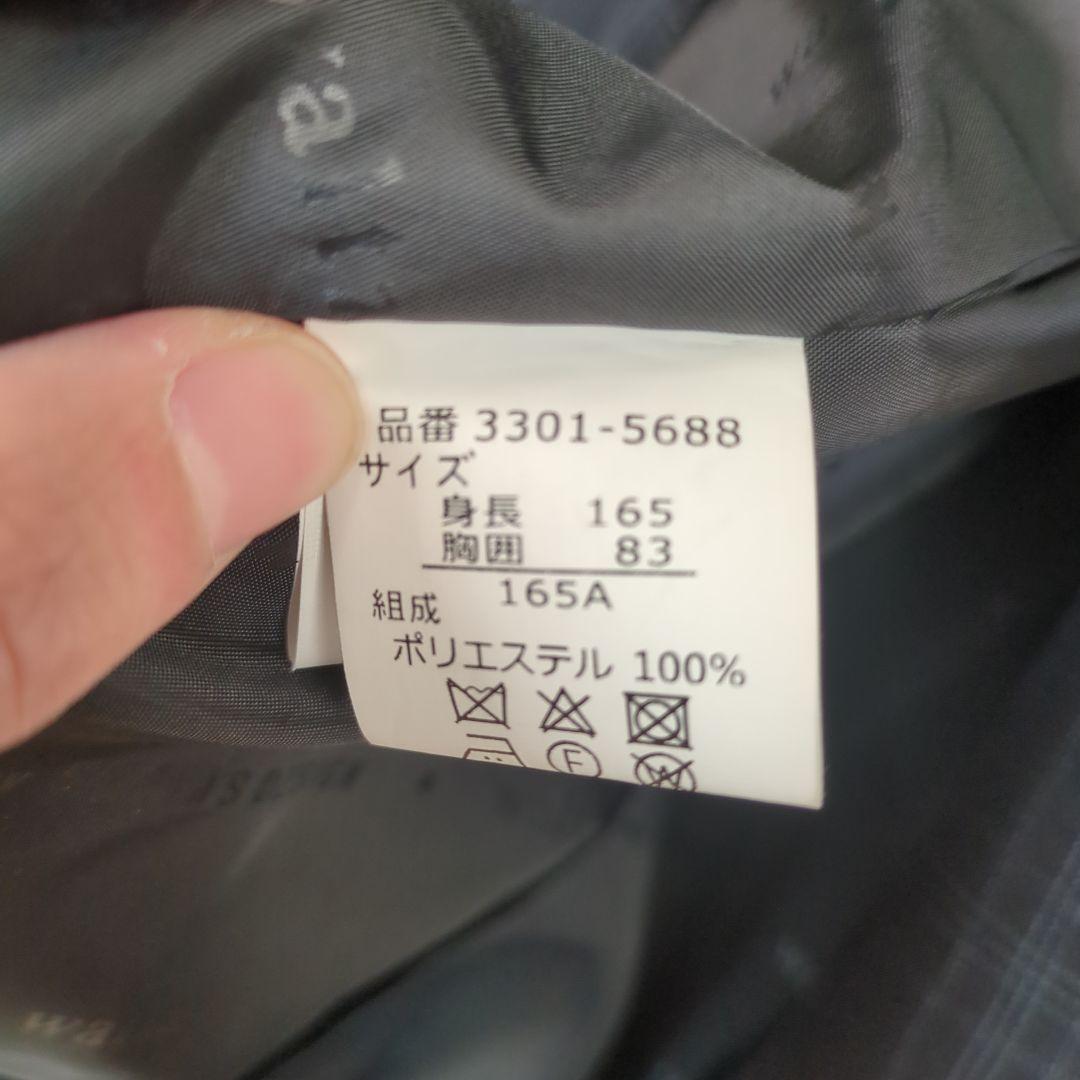 品番 3301-5688
サイズ
身長 165
胸囲 83
165A
組成
ポリエステル 100%
F
W
wa